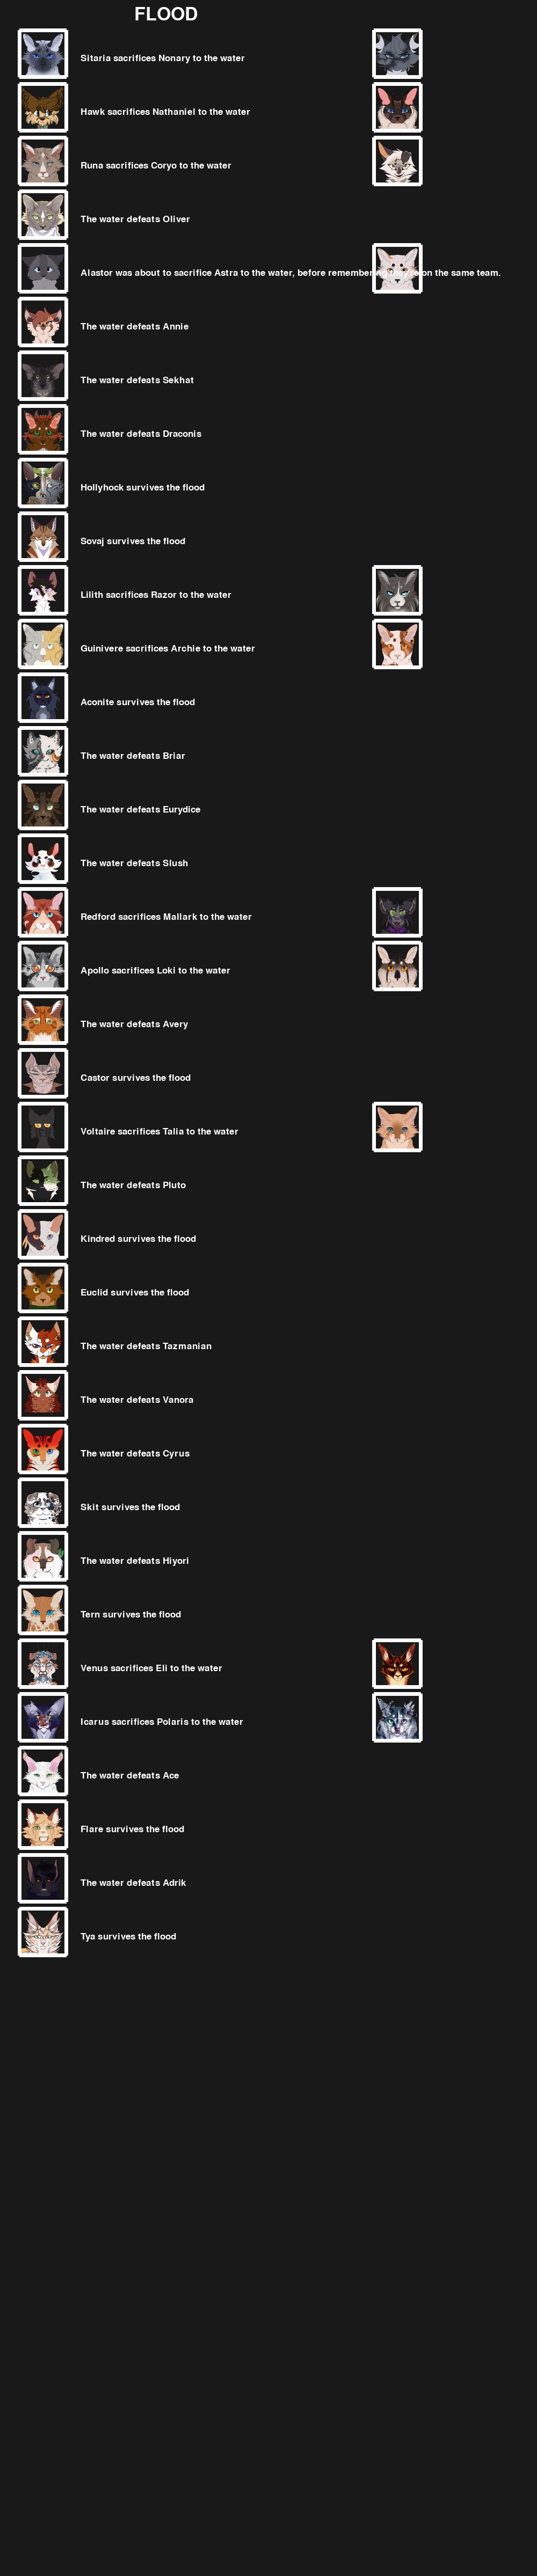 FLOOD
Sitaria sacrifices Nonary to the water
Hawk sacrifices Nathaniel to the water
Runa sacrifices Coryo to the water
The water defeats Oliver
Alastor was about to sacrifice Astra to the water, before remembering they're on the same team.
The water defeats Annie
The water defeats Sekhat
The water defeats Draconis
Hollyhock survives the flood
Sovaj survives the flood
Lilith sacrifices Razor to the water
Guinivere sacrifices Archie to the water
Aconite survives the flood
The water defeats Briar
The water defeats Eurydice
The water defeats Slush
Redford sacrifices Mallark to the water
Apollo sacrifices Loki to the water
The water defeats Avery
Castor survives the flood
Voltaire sacrifices Talia to the water
The water defeats Pluto
Kindred survives the flood
Euclid survives the flood
The water defeats Tazmanian
The water defeats Vanora
The water defeats Cyrus
Skit survives the flood
The water defeats Hiyori
Tern survives the flood
Venus sacrifices Eli to the water
Icarus sacrifices Polaris to the water
The water defeats Ace
Flare survives the flood
The water defeats Adrik
Tya survives the flood